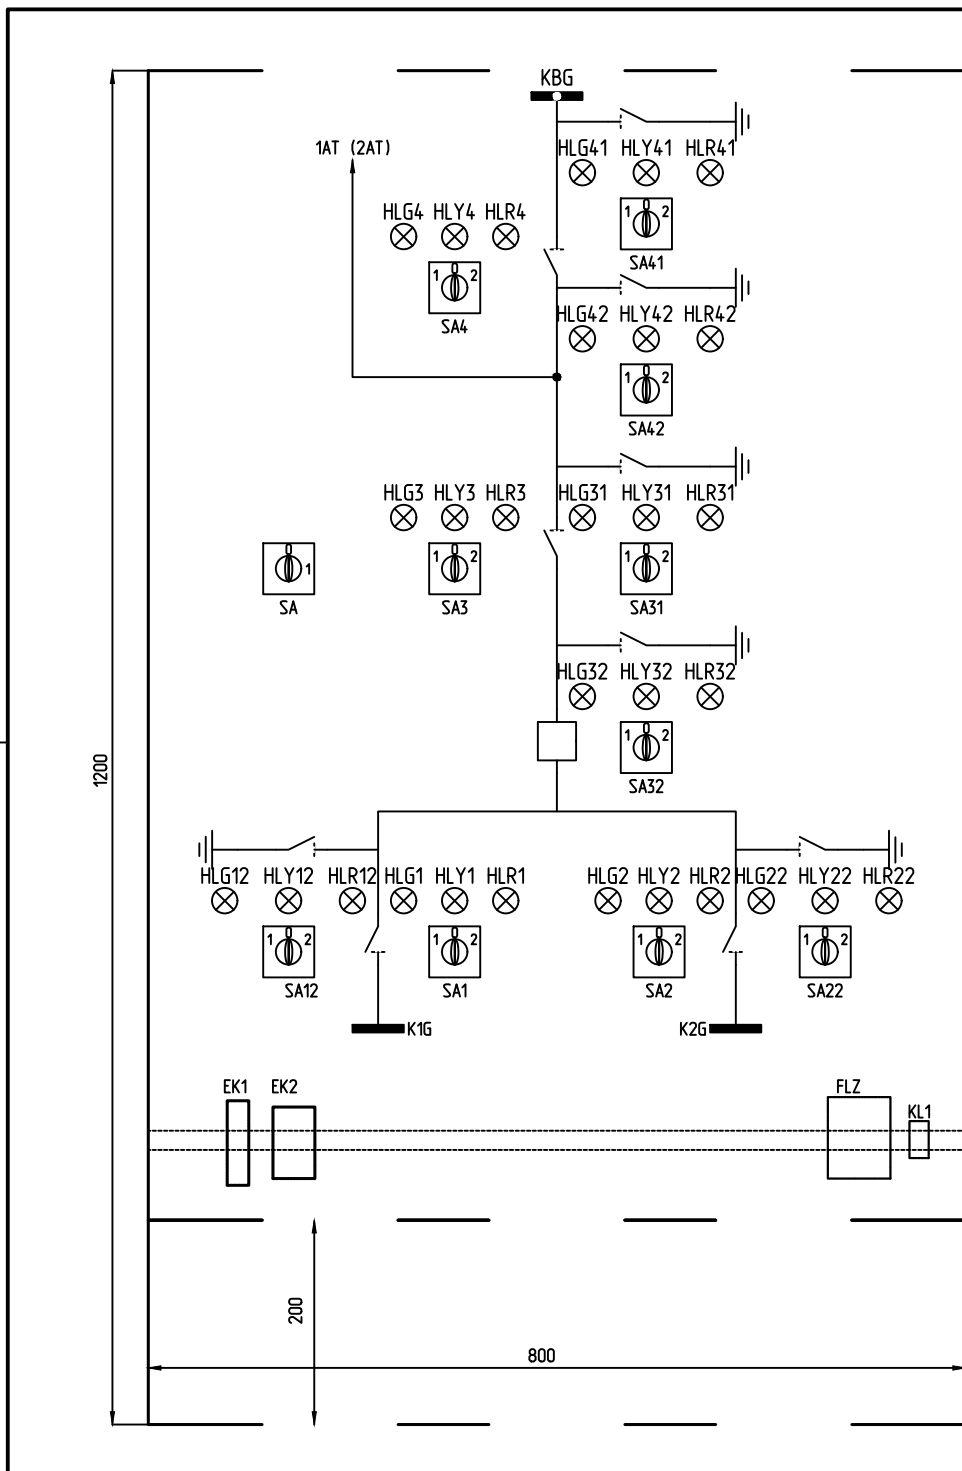 KBG
1AT (2AT)
HLG41 HLY41 HLR41
HLG4 HLY4 HLR4
1 2
SA41
1 2
SA4
HLG42 HLY42 HLR42
1 2
SA42
HLG3 HLY3 HLR3 HLG31 HLY31 HLR31
1 1 2 1 2
SA SA3 SA31
HLG32 HLY32 HLR32
1 2
SA32
1200
HLG12 HLY12 HLR12 HLG1 HLY1 HLR1 HLG2 HLY2 HLR2 HLG22 HLY22 HLR22
1 2 1 2 1 2 1 2
SA12 SA1 SA2 SA22
K1G K2G
EK1 EK2 FLZ
KL1
200
800